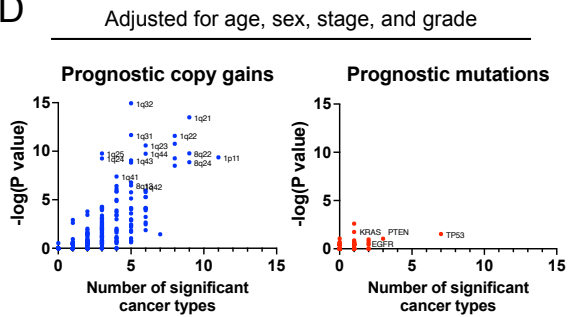 D
Adjusted for age, sex, stage, and grade
Prognostic copy gains
-log(P value)
15
10
5
0
1q32
1q21
1q31
1q22
1q23
1q25
1q44
8q22
1q24
1q43
8q24
1p11
1q41
0
5
10
15
Number of significant
cancer types
Prognostic mutations
-log(P value)
15
10
5
0
KRAS
PTEN
TP53
EGFR
0
5
10
15
Number of significant
cancer types